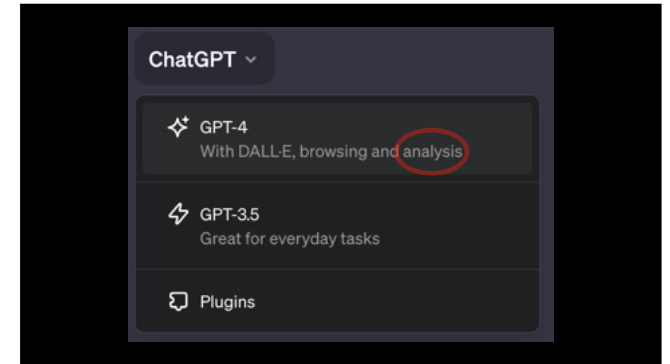 ChatGPT
GPT-4
With DALL·E, browsing and analysis
GPT-3.5
Great for everyday tasks
Plugins